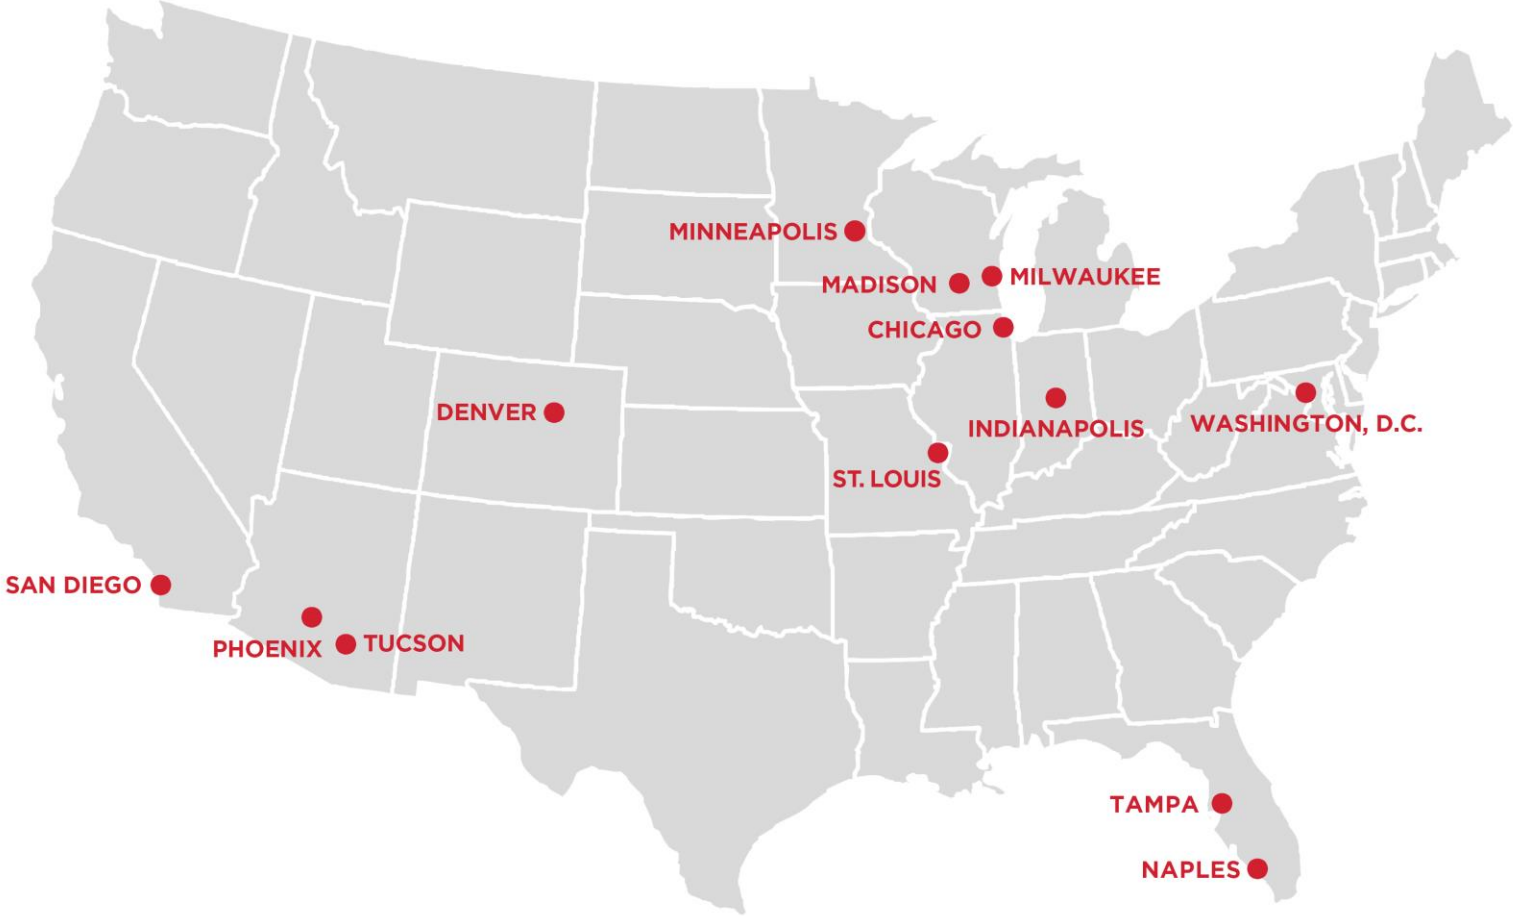 MINNEAPOLIS
MADISON
MILWAUKEE
CHICAGO
DENVER
INDIANAPOLIS
WASHINGTON, D.C.
ST. LOUIS
SAN DIEGO
PHOENIX
TUCSON
TAMPA
NAPLES